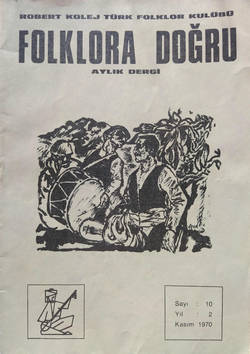 ROBERT KOLEJ TÜRK FOLKLOR KULÜBÜ
FOLKLORA DOĞRU
AYLIK DERGİ
Sayı : 10
Yıl : 2
Kasım 1970